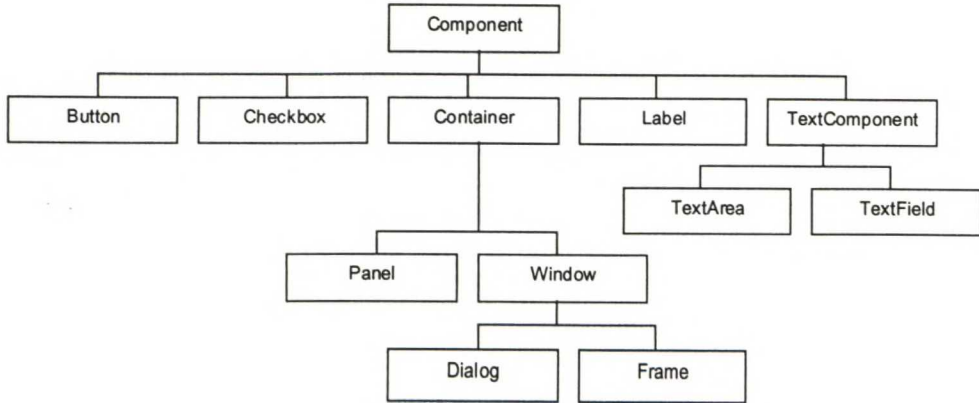 Component
Button
Checkbox
Container
Label
TextComponent
TextArea
TextField
Panel
Window
Dialog
Frame